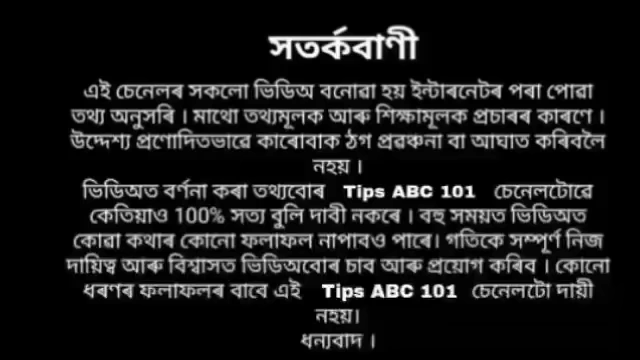 সতৰ্কবাণী
এই চেনেলৰ সকলো ভিডিঅ বনোৱা হয় ইন্টাৰনেটৰ পৰা পোৱা
তথ্য অনুসৰি । মাথো তথ্যমূলক আৰু শিক্ষামূলক প্ৰচাৰৰ কাৰণে ।
উদ্দেশ্য প্ৰণোদিতভাৱে কাৰোবাক ঠগ প্ৰৱঞ্চনা বা আঘাত কৰিবলৈ
নহয় ।
ভিডিঅত বৰ্ণনা কৰা তথ্যবোৰ Tips ABC 101 চেনেলটোৱে
কেতিয়াও 100% সত্য বুলি দাবী নকৰে । বহু সময়ত ভিডিঅত
কোৱা কথাৰ কোনো ফলাফল নাপাবও পাৰে। গতিকে সম্পূৰ্ণ নিজ
দায়িত্ব আৰু বিশ্বাসত ভিডিঅবোৰ চাব আৰু প্ৰয়োগ কৰিব । কোনো
ধৰণৰ ফলাফলৰ বাবে এই Tips ABC 101 চেনেলটো দায়ী
নহয়।
ধন্যবাদ ।